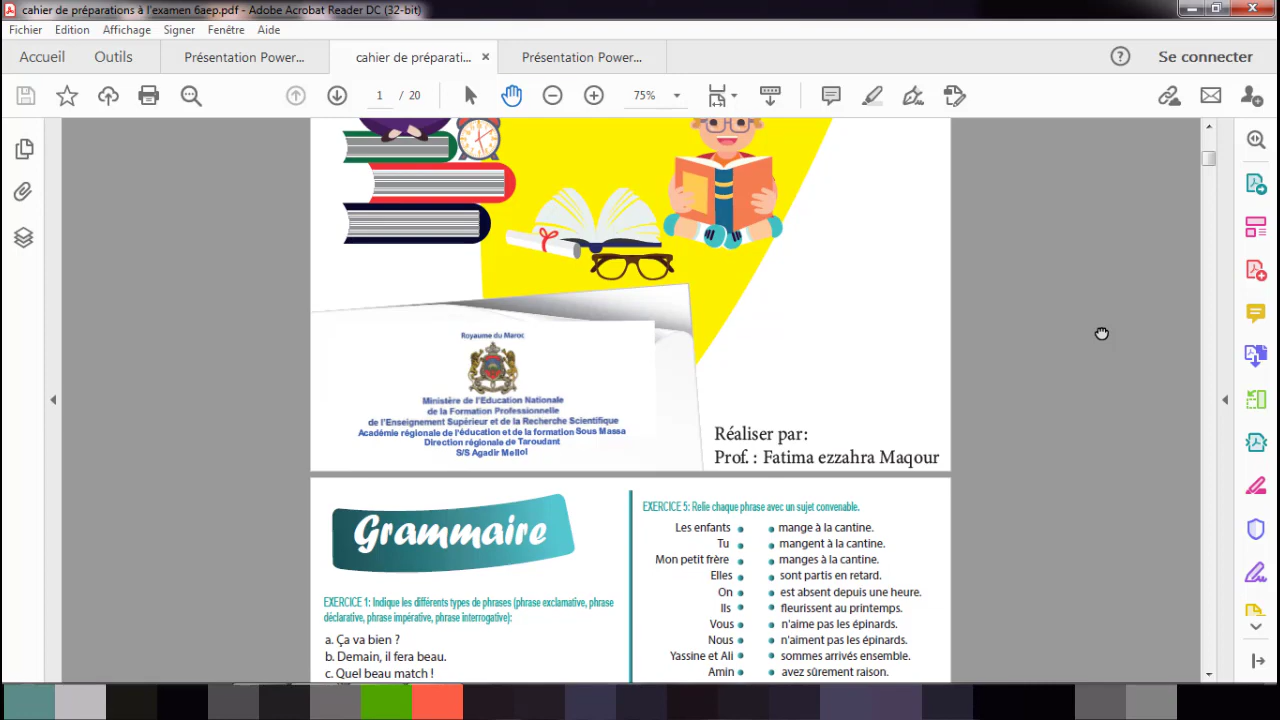 cahier de préparations à l'examen 6aep.pdf - Adobe Acrobat Reader DC (32-bit)
Fichier Edition Affichage Signer Fenêtre Aide
Accueil Outils Présentation Power... cahier de préparati... Présentation Power... Se connecter
1 / 20 75%
Royaume du Maroc
Ministère de l'Education Nationale
de la Formation Professionnelle
de l'Enseignement Supérieur et de la Recherche Scientifique
Académie régionale de l'éducation et de la formation Sous Massa
Direction régionale de Taroudant
S/S Agadir Mellol
Réaliser par:
Prof. : Fatima ezzahra Maqour
Grammaire
EXERCICE 1: Indique les différents types de phrases (phrase exclamative, phrase
déclarative, phrase impérative, phrase interrogative):
a. Ça va bien ?
b. Demain, il fera beau.
c. Quel beau match !
EXERCICE 5: Relie chaque phrase avec un sujet convenable.
Les enfants mange à la cantine.
Tu mangent à la cantine.
Mon petit frère manges à la cantine.
Elles sont partis en retard.
On est absent depuis une heure.
Ils fleurissent au printemps.
Vous n'aime pas les épinards.
Nous n'aiment pas les épinards.
Yassine et Ali sommes arrivés ensemble.
Amin avez sûrement raison.